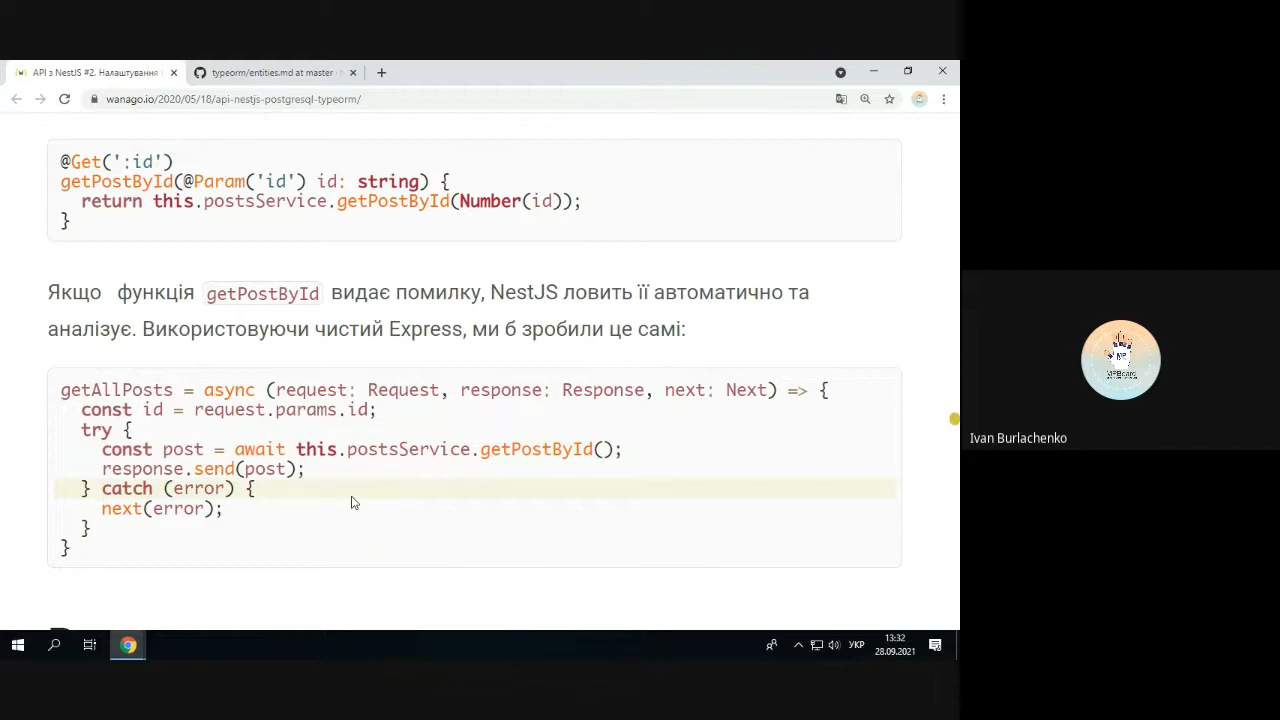 API з NestJS #2. Налаштування
typeorm/entities.md at master ·
wanago.io/2020/05/18/api-nestjs-postgresql-typeorm/
@Get(':id')
getPostById(@Param('id') id: string) {
return this.postsService.getPostById(Number(id));
}
Якщо функція getPostById видає помилку, NestJS ловить її автоматично та
аналізує. Використовуючи чистий Express, ми б зробили це самі:
getAllPosts = async (request: Request, response: Response, next: Next) => {
const id = request.params.id;
try {
const post = await this.postsService.getPostById();
response.send(post);
} catch (error) {
next(error);
}
}
Ivan Burlachenko
УКР
13:32
28.09.2021